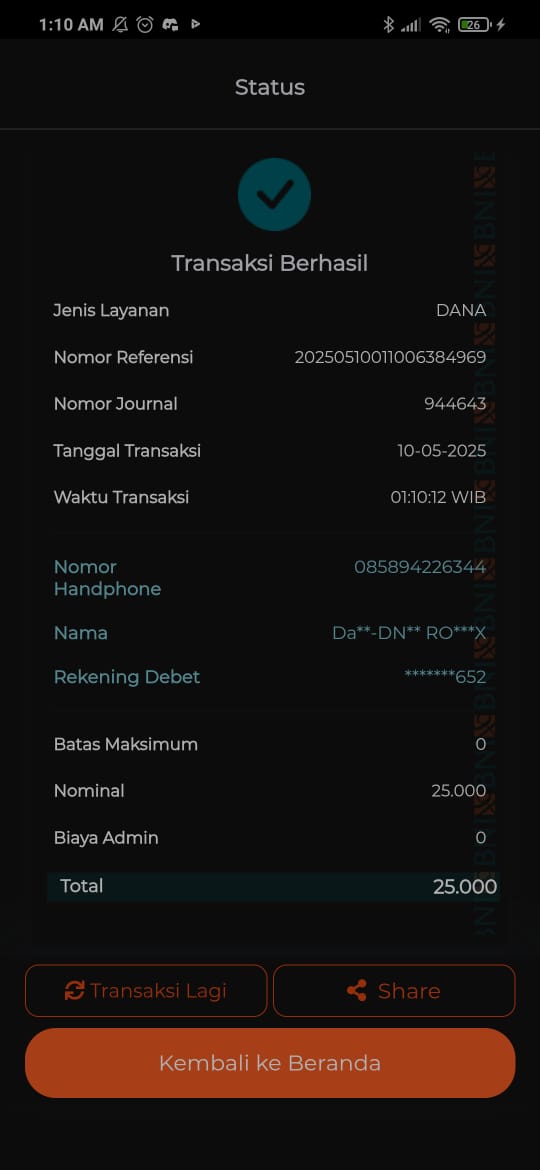 1:10 AM 26
Status
Transaksi Berhasil
Jenis Layanan DANA
Nomor Referensi 20250510011006384969
Nomor Journal 944643
Tanggal Transaksi 10-05-2025
Waktu Transaksi 01:10:12 WIB
Nomor Handphone 085894226344
Nama Da**-DN** RO***X
Rekening Debet *******652
Batas Maksimum 0
Nominal 25.000
Biaya Admin 0
Total 25.000
Transaksi Lagi Share
Kembali ke Beranda
BNI BNI BNI BNI BNI BNI BNI BNI BNI